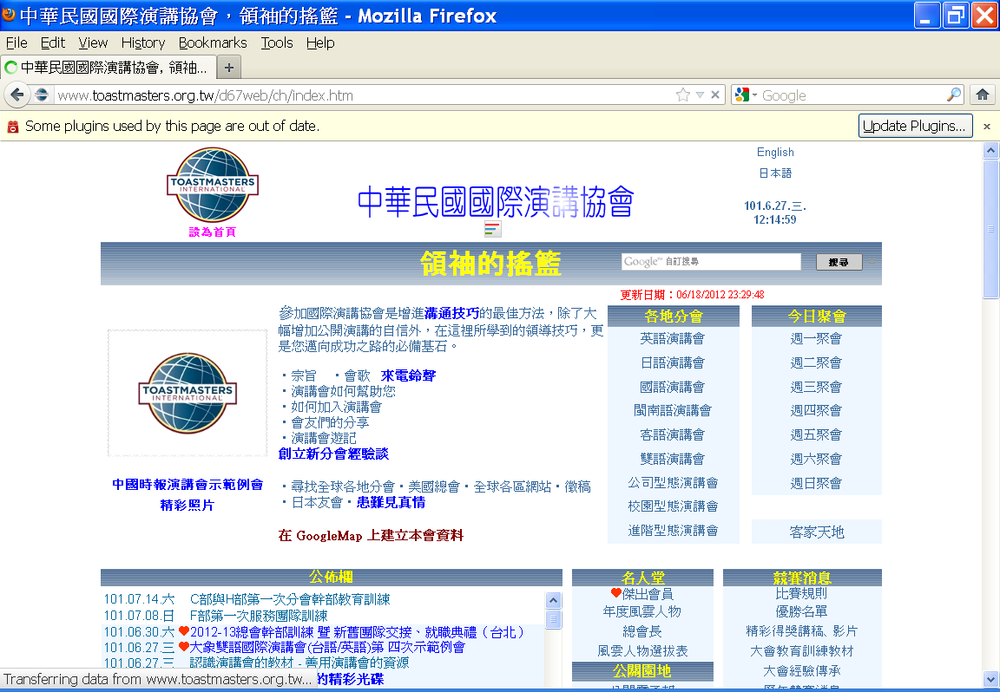 中華民國國際演講協會，領袖的搖籃 - Mozilla Firefox
File Edit View History Bookmarks Tools Help
中華民國國際演講協會, 領袖...
www.toastmasters.org.tw/d67web/ch/index.htm
Google
Some plugins used by this page are out of date.
Update Plugins...
English
日本語
TOASTMASTERS
INTERNATIONAL
設為首頁
中華民國國際演講協會
101.6.27.三.
12:14:59
領袖的搖籃
Google™ 自訂搜尋
搜尋
更新日期：06/18/2012 23:29:48
TOASTMASTERS
INTERNATIONAL
中國時報演講會示範例會
精彩照片
參加國際演講協會是增進溝通技巧的最佳方法，除了大
幅增加公開演講的自信外，在這裡所學到的領導技巧，更
是您邁向成功之路的必備基石。
・宗旨 ・會歌 來電鈴聲
・演講會如何幫助您
・如何加入演講會
・會友們的分享
・演講會遊記
創立新分會經驗談
・尋找全球各地分會・美國總會・全球各區網站・徵稿
・日本友會・患難見真情
在 GoogleMap 上建立本會資料
各地分會
英語演講會
日語演講會
國語演講會
閩南語演講會
客語演講會
雙語演講會
公司型態演講會
校園型態演講會
進階型態演講會
今日聚會
週一聚會
週二聚會
週三聚會
週四聚會
週五聚會
週六聚會
週日聚會
客家天地
公佈欄
101.07.14.六 C部與H部第一次分會幹部教育訓練
101.07.08.日 F部第一次服務團隊訓練
101.06.30.六 2012-13總會幹部訓練 暨 新舊團隊交接、就職典禮（台北）
101.06.27.三 大象雙語國際演講會(台語/英語)第 四次示範例會
101.06.27.三 認識演講會的教材 - 善用演講會的資源
的精彩光碟
名人堂
傑出會員
年度風雲人物
總會長
風雲人物選拔表
公關園地
競賽消息
比賽規則
優勝名單
精彩得獎講稿、影片
大會教育訓練教材
大會經驗傳承
Transferring data from www.toastmasters.org.tw...